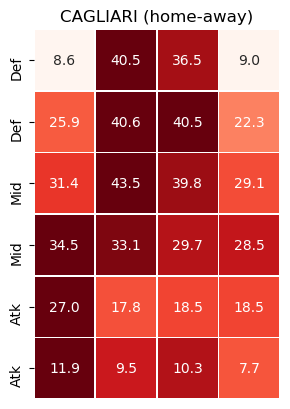 CAGLIARI (home-away)
Def 8.6 40.5 36.5 9.0
Def 25.9 40.6 40.5 22.3
Mid 31.4 43.5 39.8 29.1
Mid 34.5 33.1 29.7 28.5
Atk 27.0 17.8 18.5 18.5
Atk 11.9 9.5 10.3 7.7